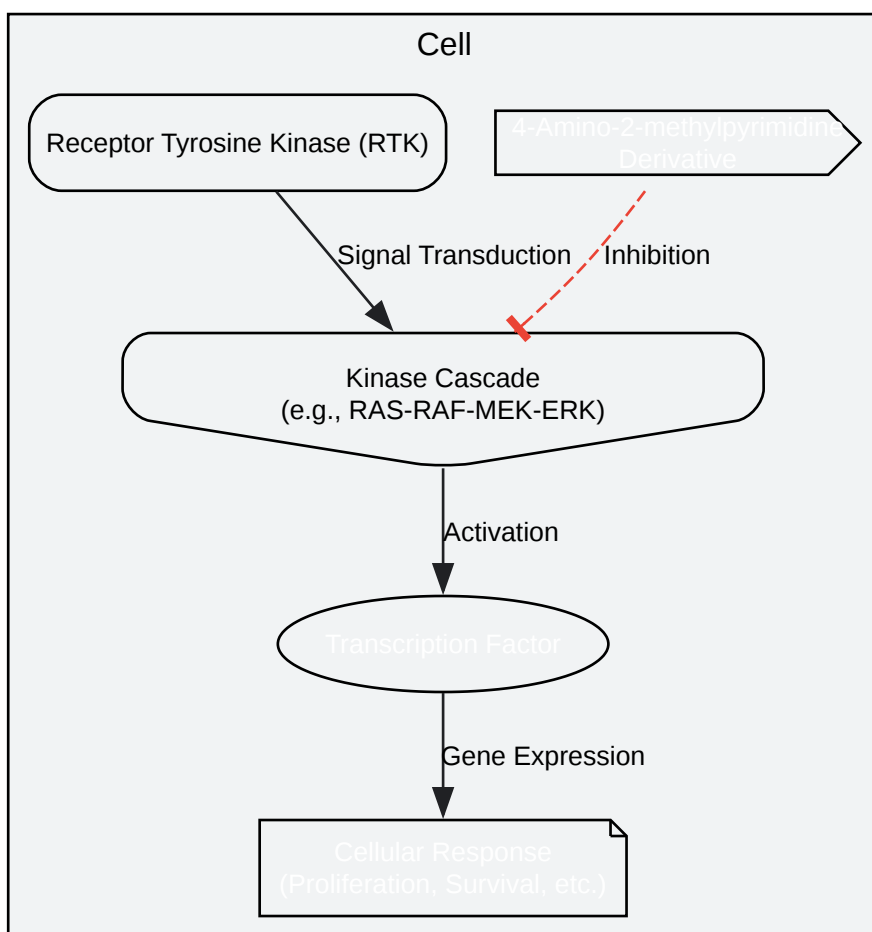 Cell
Receptor Tyrosine Kinase (RTK)
4-Amino-2-methylpyrimidine
Derivative
Signal Transduction
Inhibition
Kinase Cascade
(e.g., RAS-RAF-MEK-ERK)
Activation
Transcription Factor
Gene Expression
Cellular Response
(Proliferation, Survival, etc.)